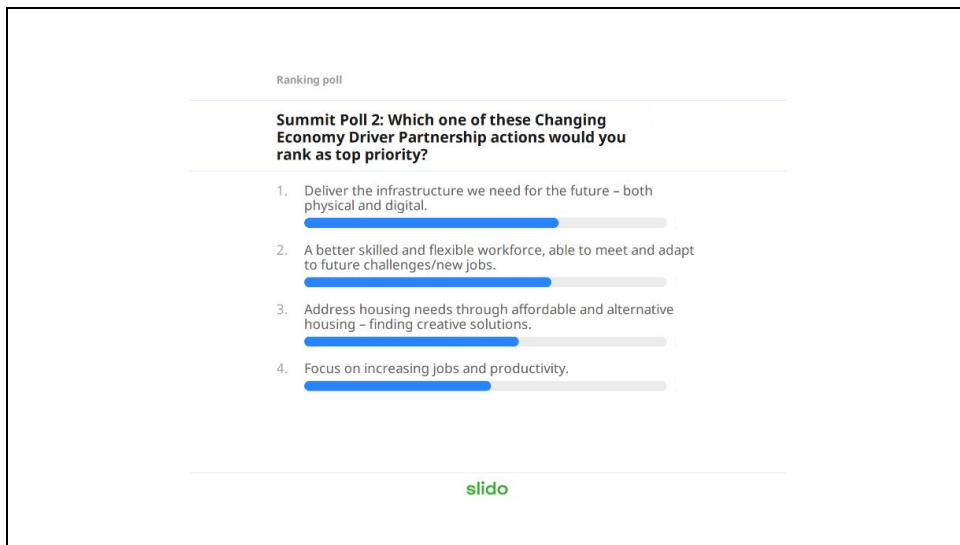 Ranking poll
Summit Poll 2: Which one of these Changing
Economy Driver Partnership actions would you
rank as top priority?
1. Deliver the infrastructure we need for the future – both
physical and digital.
2. A better skilled and flexible workforce, able to meet and adapt
to future challenges/new jobs.
3. Address housing needs through affordable and alternative
housing – finding creative solutions.
4. Focus on increasing jobs and productivity.
slido